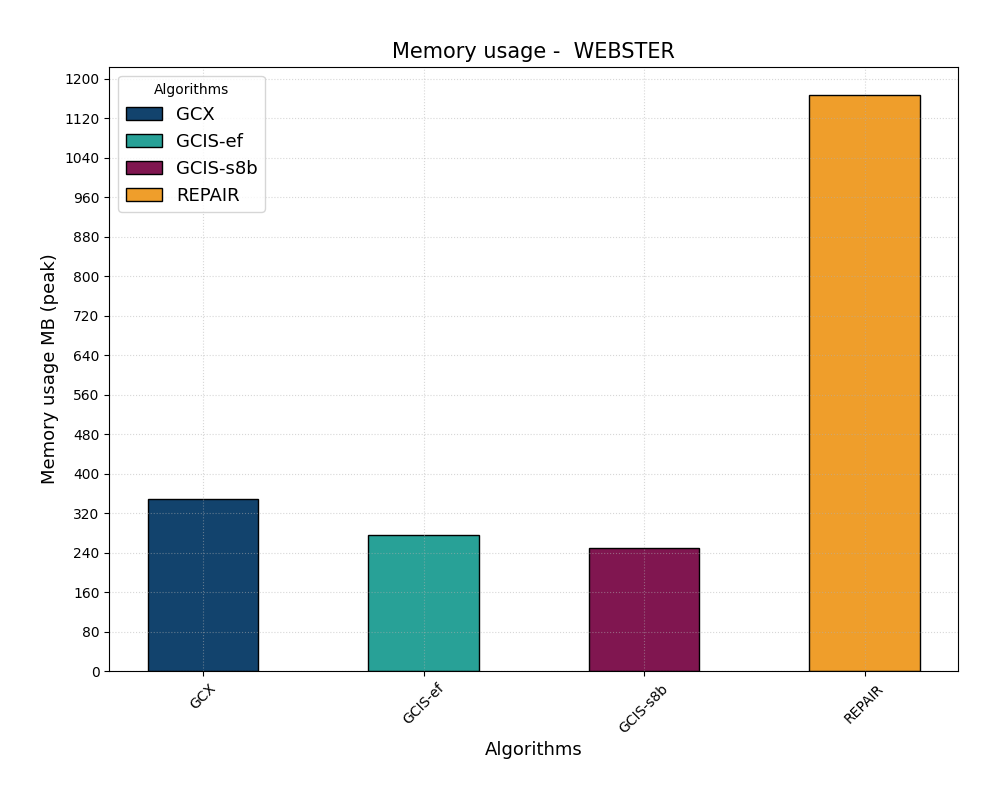 Memory usage -  WEBSTER
Algorithms
GCX
GCIS-ef
GCIS-s8b
REPAIR
Memory usage MB (peak)
1200
1120
1040
960
880
800
720
640
560
480
400
320
240
160
80
0
GCX
GCIS-ef
GCIS-s8b
REPAIR
Algorithms